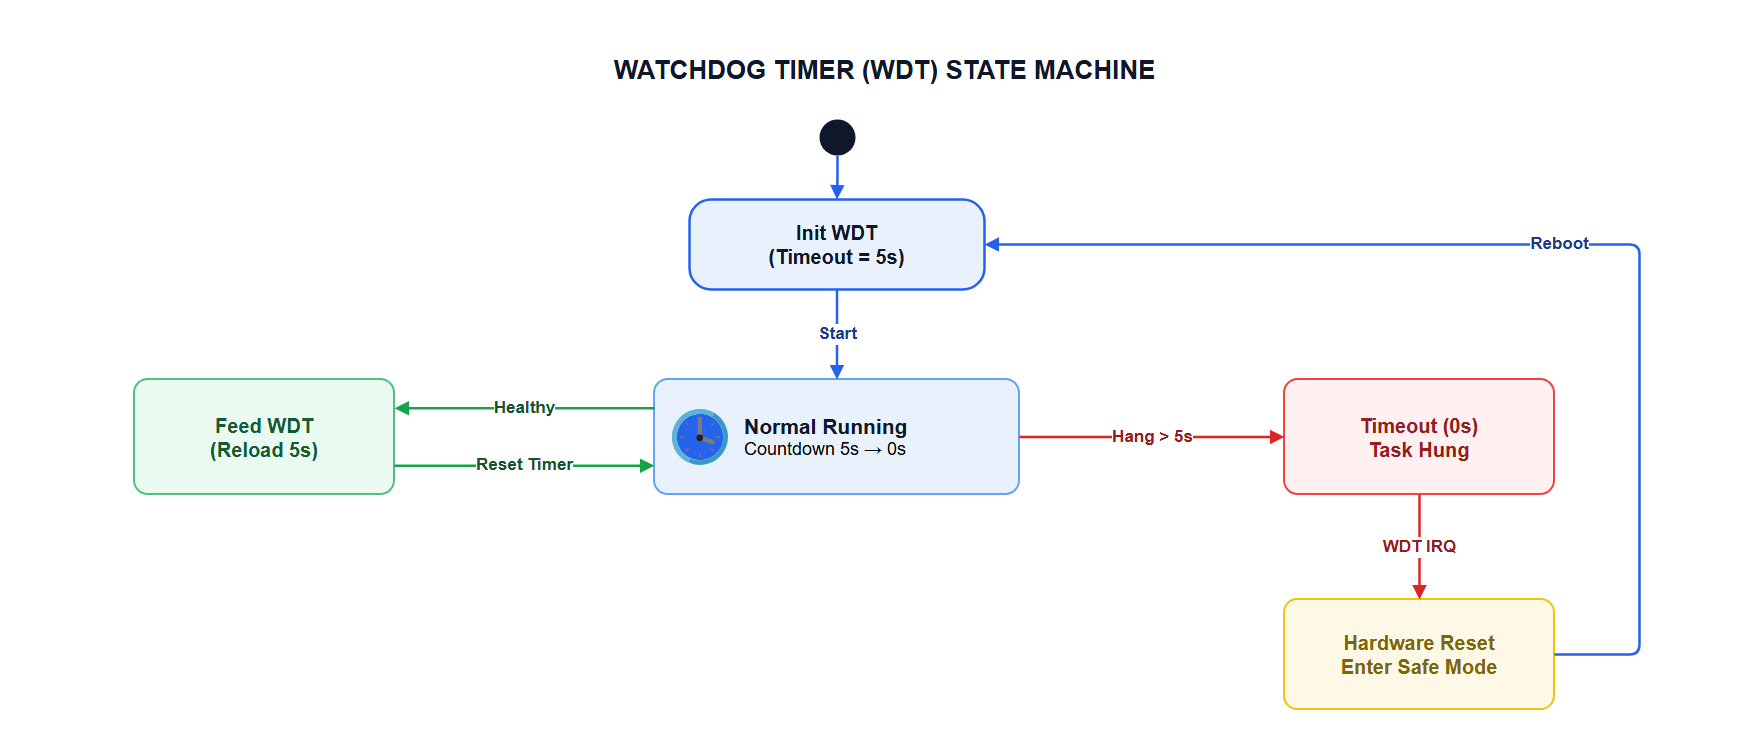 WATCHDOG TIMER (WDT) STATE MACHINE
Init WDT
(Timeout = 5s)
Reboot
Start
Feed WDT
(Reload 5s)
Healthy
Reset Timer
Normal Running
Countdown 5s → 0s
Hang > 5s
Timeout (0s)
Task Hung
WDT IRQ
Hardware Reset
Enter Safe Mode